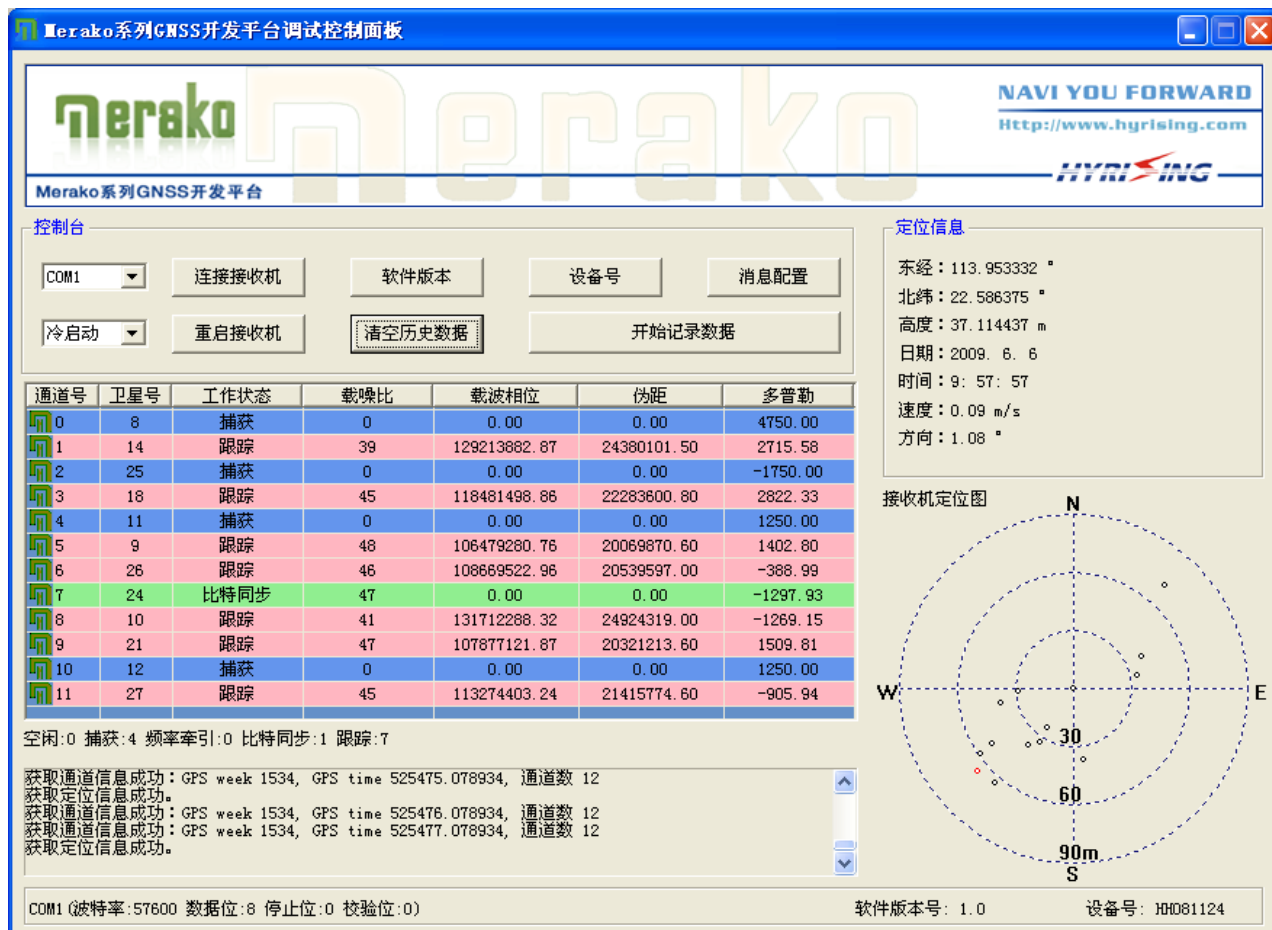 Merako系列GNSS开发平台调试控制面板
merako
merako
NAVI YOU FORWARD
Http://www.hyrising.com
HYRISING
Merako系列GNSS开发平台
控制台
COM1 连接接收机 软件版本 设备号 消息配置
冷启动 重启接收机 清空历史数据 开始记录数据
定位信息
东经：113.953332 °
北纬：22.586375 °
高度：37.114437 m
日期：2009. 6. 6
时间：9: 57: 57
速度：0.09 m/s
方向：1.08 °
通道号 卫星号 工作状态 载噪比 载波相位 伪距 多普勒
0 8 捕获 0 0.00 0.00 4750.00
1 14 跟踪 39 129213882.87 24380101.50 2715.58
2 25 捕获 0 0.00 0.00 -1750.00
3 18 跟踪 45 118481498.86 22283600.80 2822.33
4 11 捕获 0 0.00 0.00 1250.00
5 9 跟踪 48 106479280.76 20069870.60 1402.80
6 26 跟踪 46 108669522.96 20539597.00 -388.99
7 24 比特同步 47 0.00 0.00 -1297.93
8 10 跟踪 41 131712288.32 24924319.00 -1269.15
9 21 跟踪 47 107877121.87 20321213.60 1509.81
10 12 捕获 0 0.00 0.00 1250.00
11 27 跟踪 45 113274403.24 21415774.60 -905.94
接收机定位图
N
W E
30
60
90m
S
空闲:0 捕获:4 频率牵引:0 比特同步:1 跟踪:7
获取通道信息成功：GPS week 1534, GPS time 525475.078934, 通道数 12
获取定位信息成功。
获取通道信息成功：GPS week 1534, GPS time 525476.078934, 通道数 12
获取通道信息成功：GPS week 1534, GPS time 525477.078934, 通道数 12
获取定位信息成功。
COM1(波特率:57600 数据位:8 停止位:0 校验位:0) 软件版本号: 1.0 设备号: HH081124